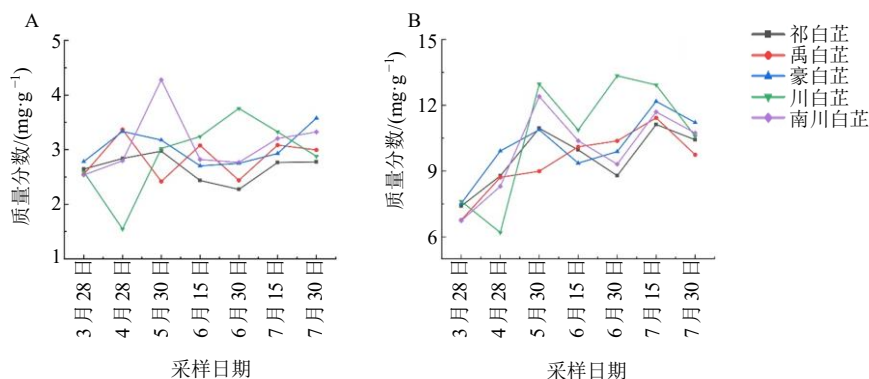 A
质量分数/(mg·g⁻¹)
5
4
3
2
1
3月28日
4月28日
5月30日
6月15日
6月30日
7月15日
7月30日
采样日期
B
质量分数/(mg·g⁻¹)
15
12
9
6
3月28日
4月28日
5月30日
6月15日
6月30日
7月15日
7月30日
采样日期
祁白芷
禹白芷
豪白芷
川白芷
南川白芷